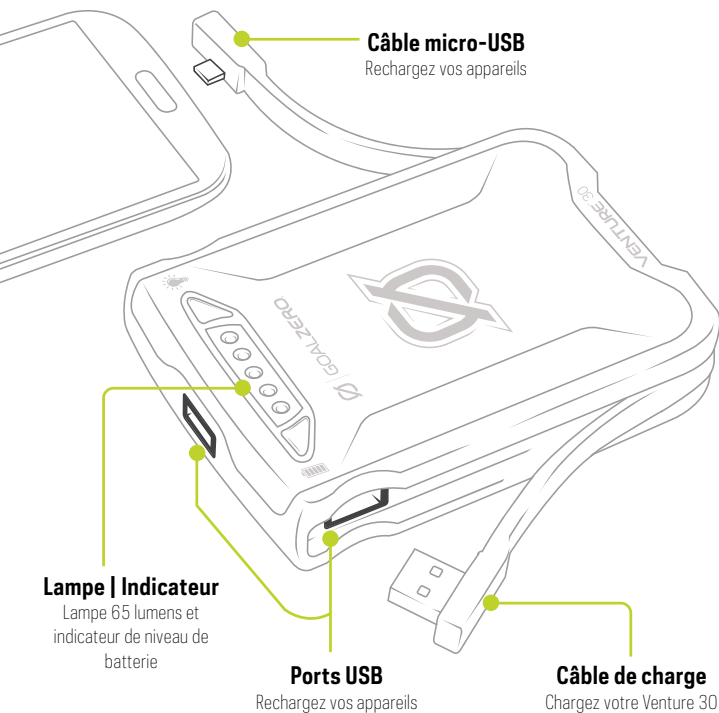 Câble micro-USB
Rechargez vos appareils
VENTURE 30
GOALZERO
Lampe | Indicateur
Lampe 65 lumens et
indicateur de niveau de
batterie
Ports USB
Rechargez vos appareils
Câble de charge
Chargez votre Venture 30